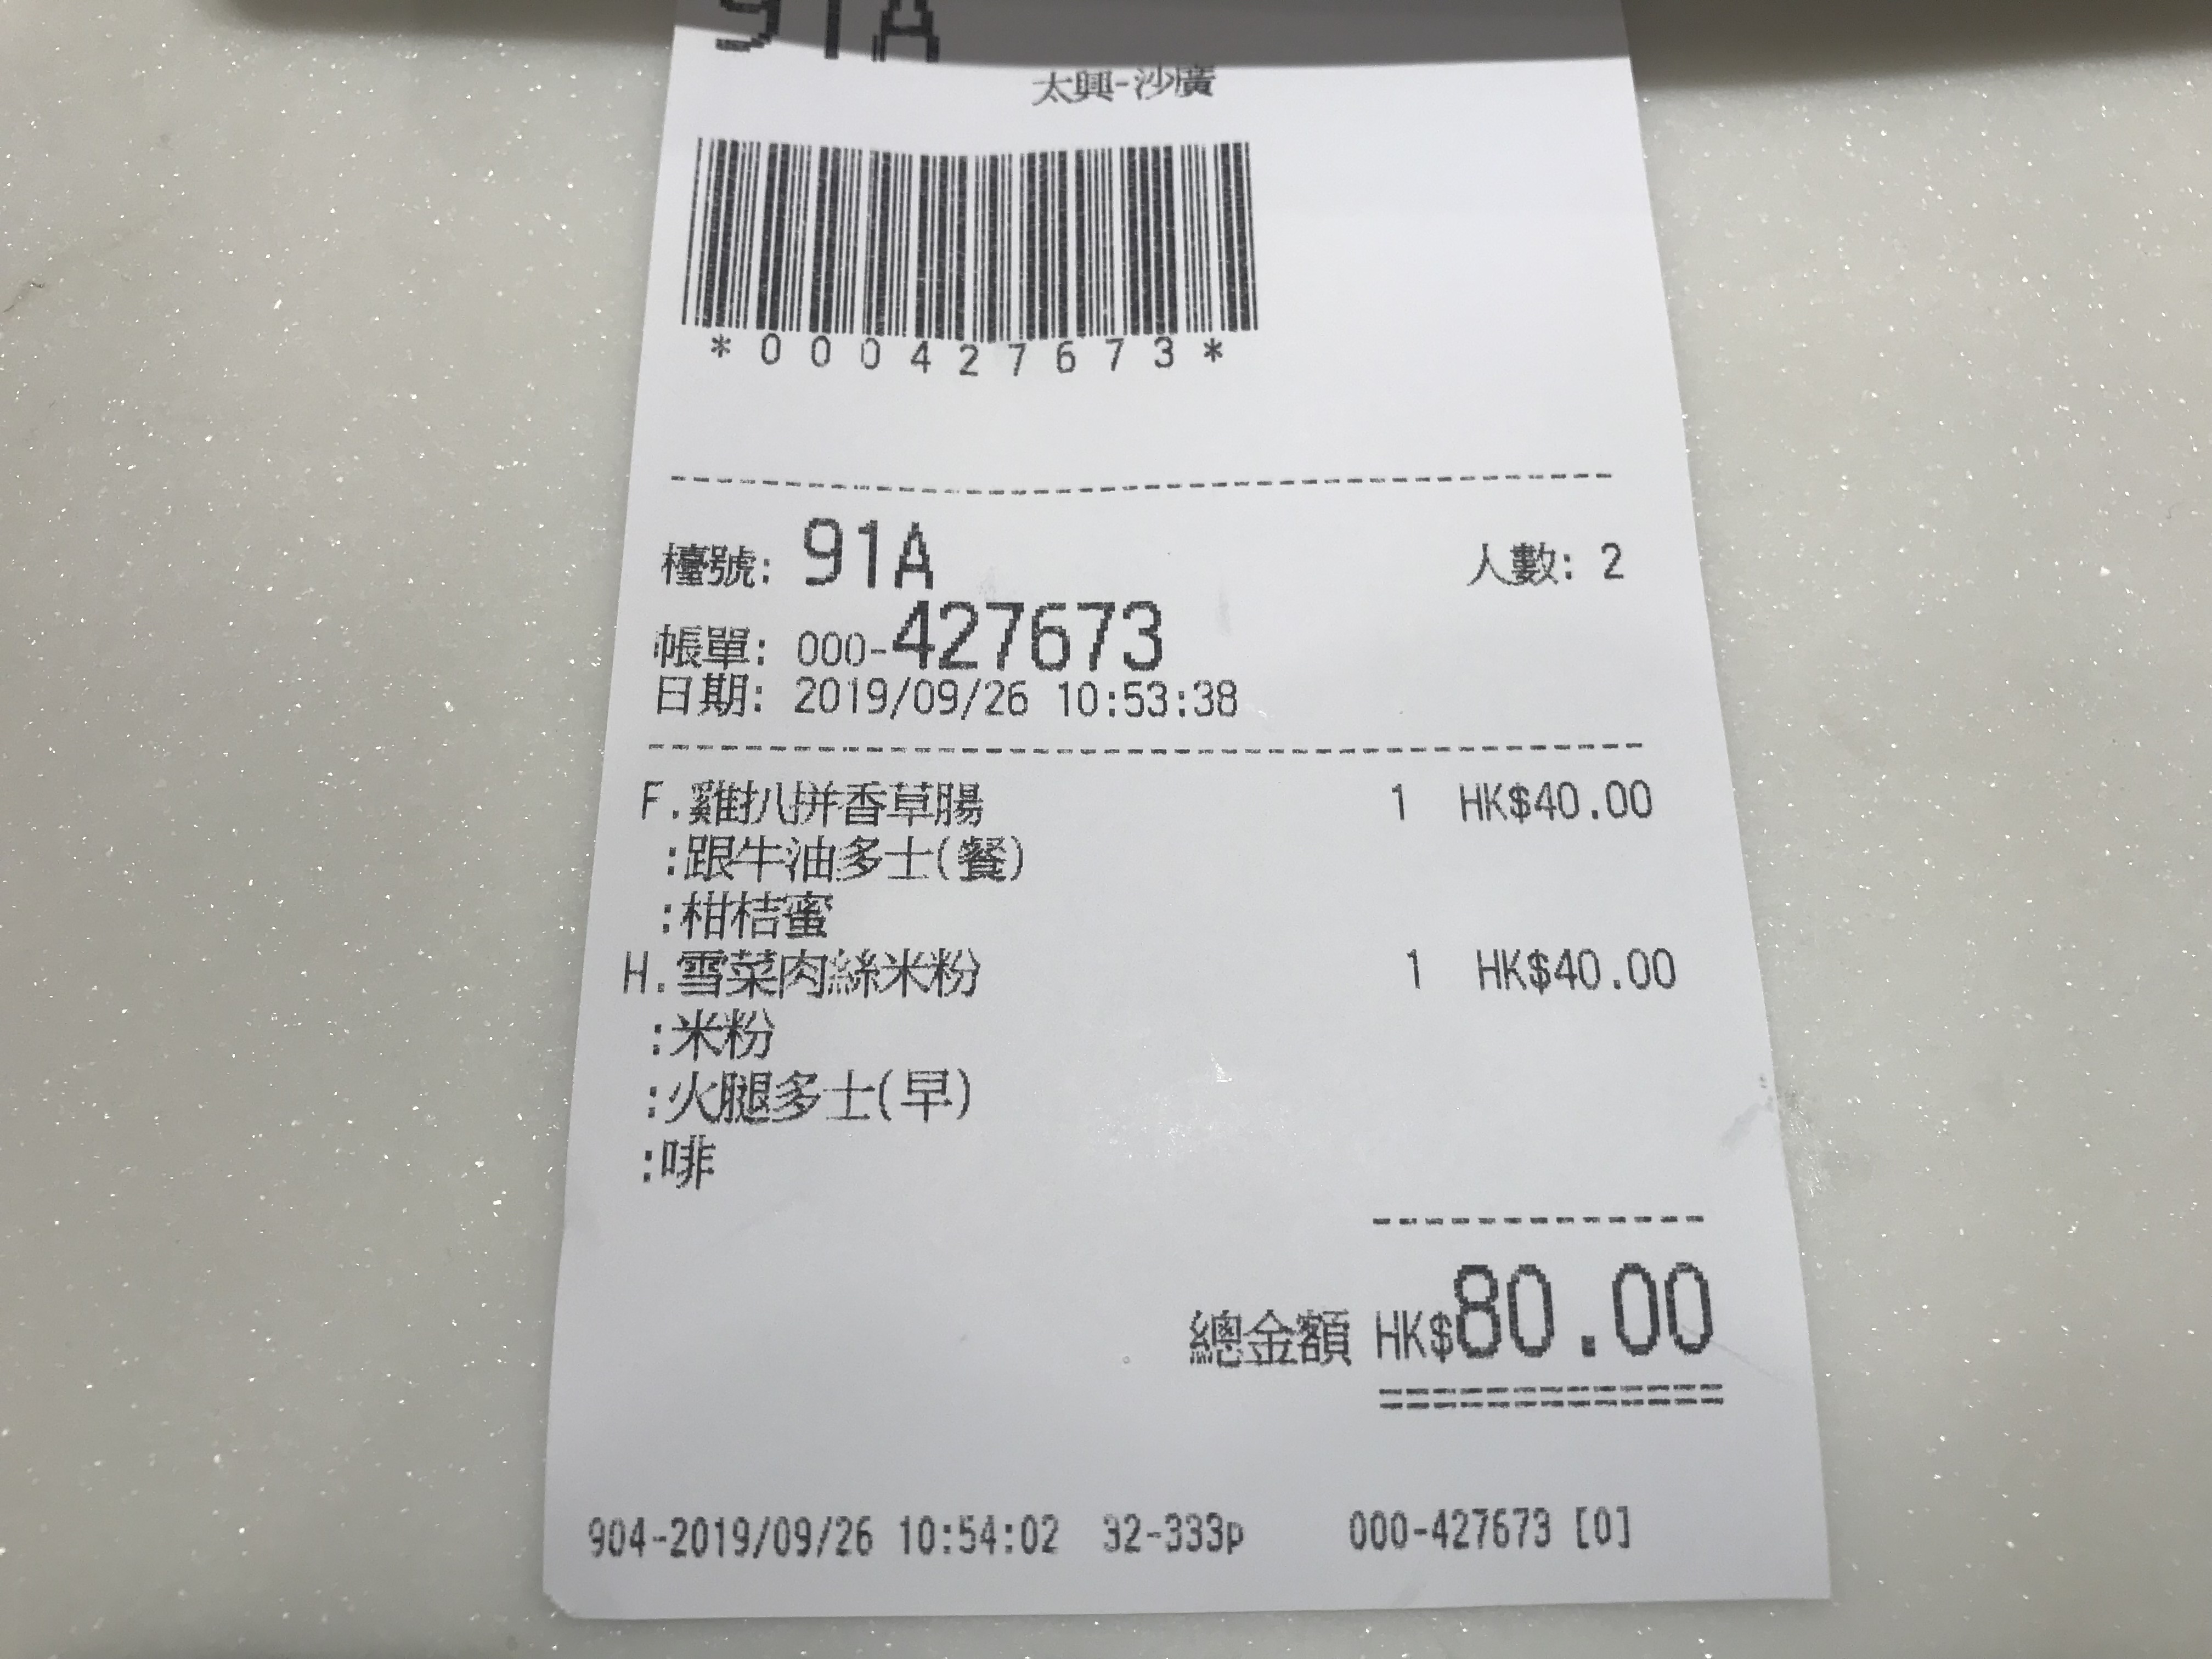 91A
太興-沙廣
*000427673*
檯號: 91A 人數: 2
帳單: 000-427673
日期: 2019/09/26 10:53:38
F.雞扒拼香草腸 1 HK$40.00
:跟牛油多士(餐)
:柑桔蜜
H.雪菜肉絲米粉 1 HK$40.00
:米粉
:火腿多士(早)
:啡
總金額 HK$80.00
904-2019/09/26 10:54:02 32-333p 000-427673 [0]